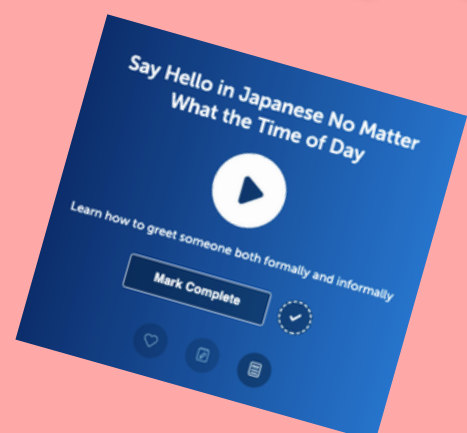 Say Hello in Japanese No Matter
What the Time of Day
Learn how to greet someone both formally and informally
Mark Complete